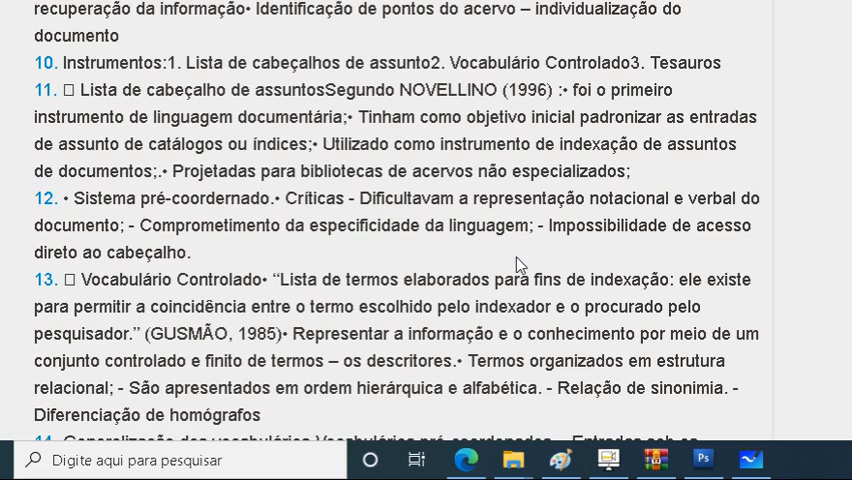 recuperação da informação• Identificação de pontos do acervo – individualização do
documento
10. Instrumentos:1. Lista de cabeçalhos de assunto2. Vocabulário Controlado3. Tesauros
11. □ Lista de cabeçalho de assuntosSegundo NOVELLINO (1996) :• foi o primeiro
instrumento de linguagem documentária;• Tinham como objetivo inicial padronizar as entradas
de assunto de catálogos ou índices;• Utilizado como instrumento de indexação de assuntos
de documentos;.• Projetadas para bibliotecas de acervos não especializados;
12. • Sistema pré-coordernado.• Críticas - Dificultavam a representação notacional e verbal do
documento; - Comprometimento da especificidade da linguagem; - Impossibilidade de acesso
direto ao cabeçalho.
13. □ Vocabulário Controlado• “Lista de termos elaborados para fins de indexação: ele existe
para permitir a coincidência entre o termo escolhido pelo indexador e o procurado pelo
pesquisador.” (GUSMÃO, 1985)• Representar a informação e o conhecimento por meio de um
conjunto controlado e finito de termos – os descritores.• Termos organizados em estrutura
relacional; - São apresentados em ordem hierárquica e alfabética. - Relação de sinonimia. -
Diferenciação de homógrafos
Digite aqui para pesquisar
Ps